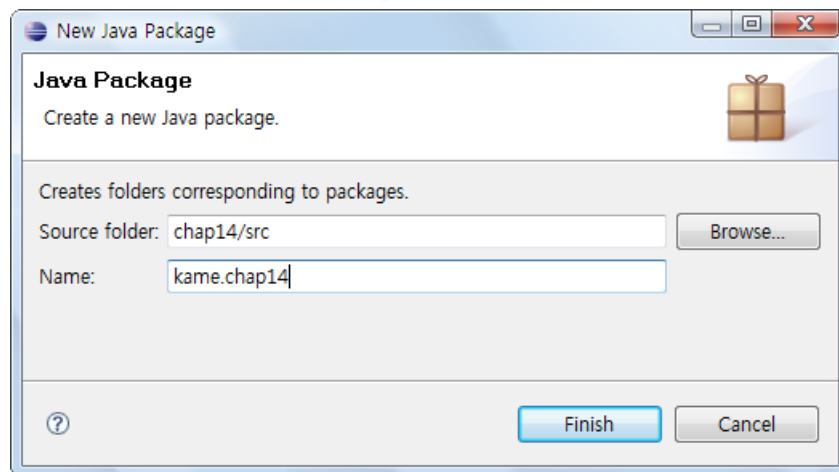 New Java Package
Java Package
Create a new Java package.
Creates folders corresponding to packages.
Source folder: chap14/src Browse...
Name: kame.chap14
? Finish Cancel